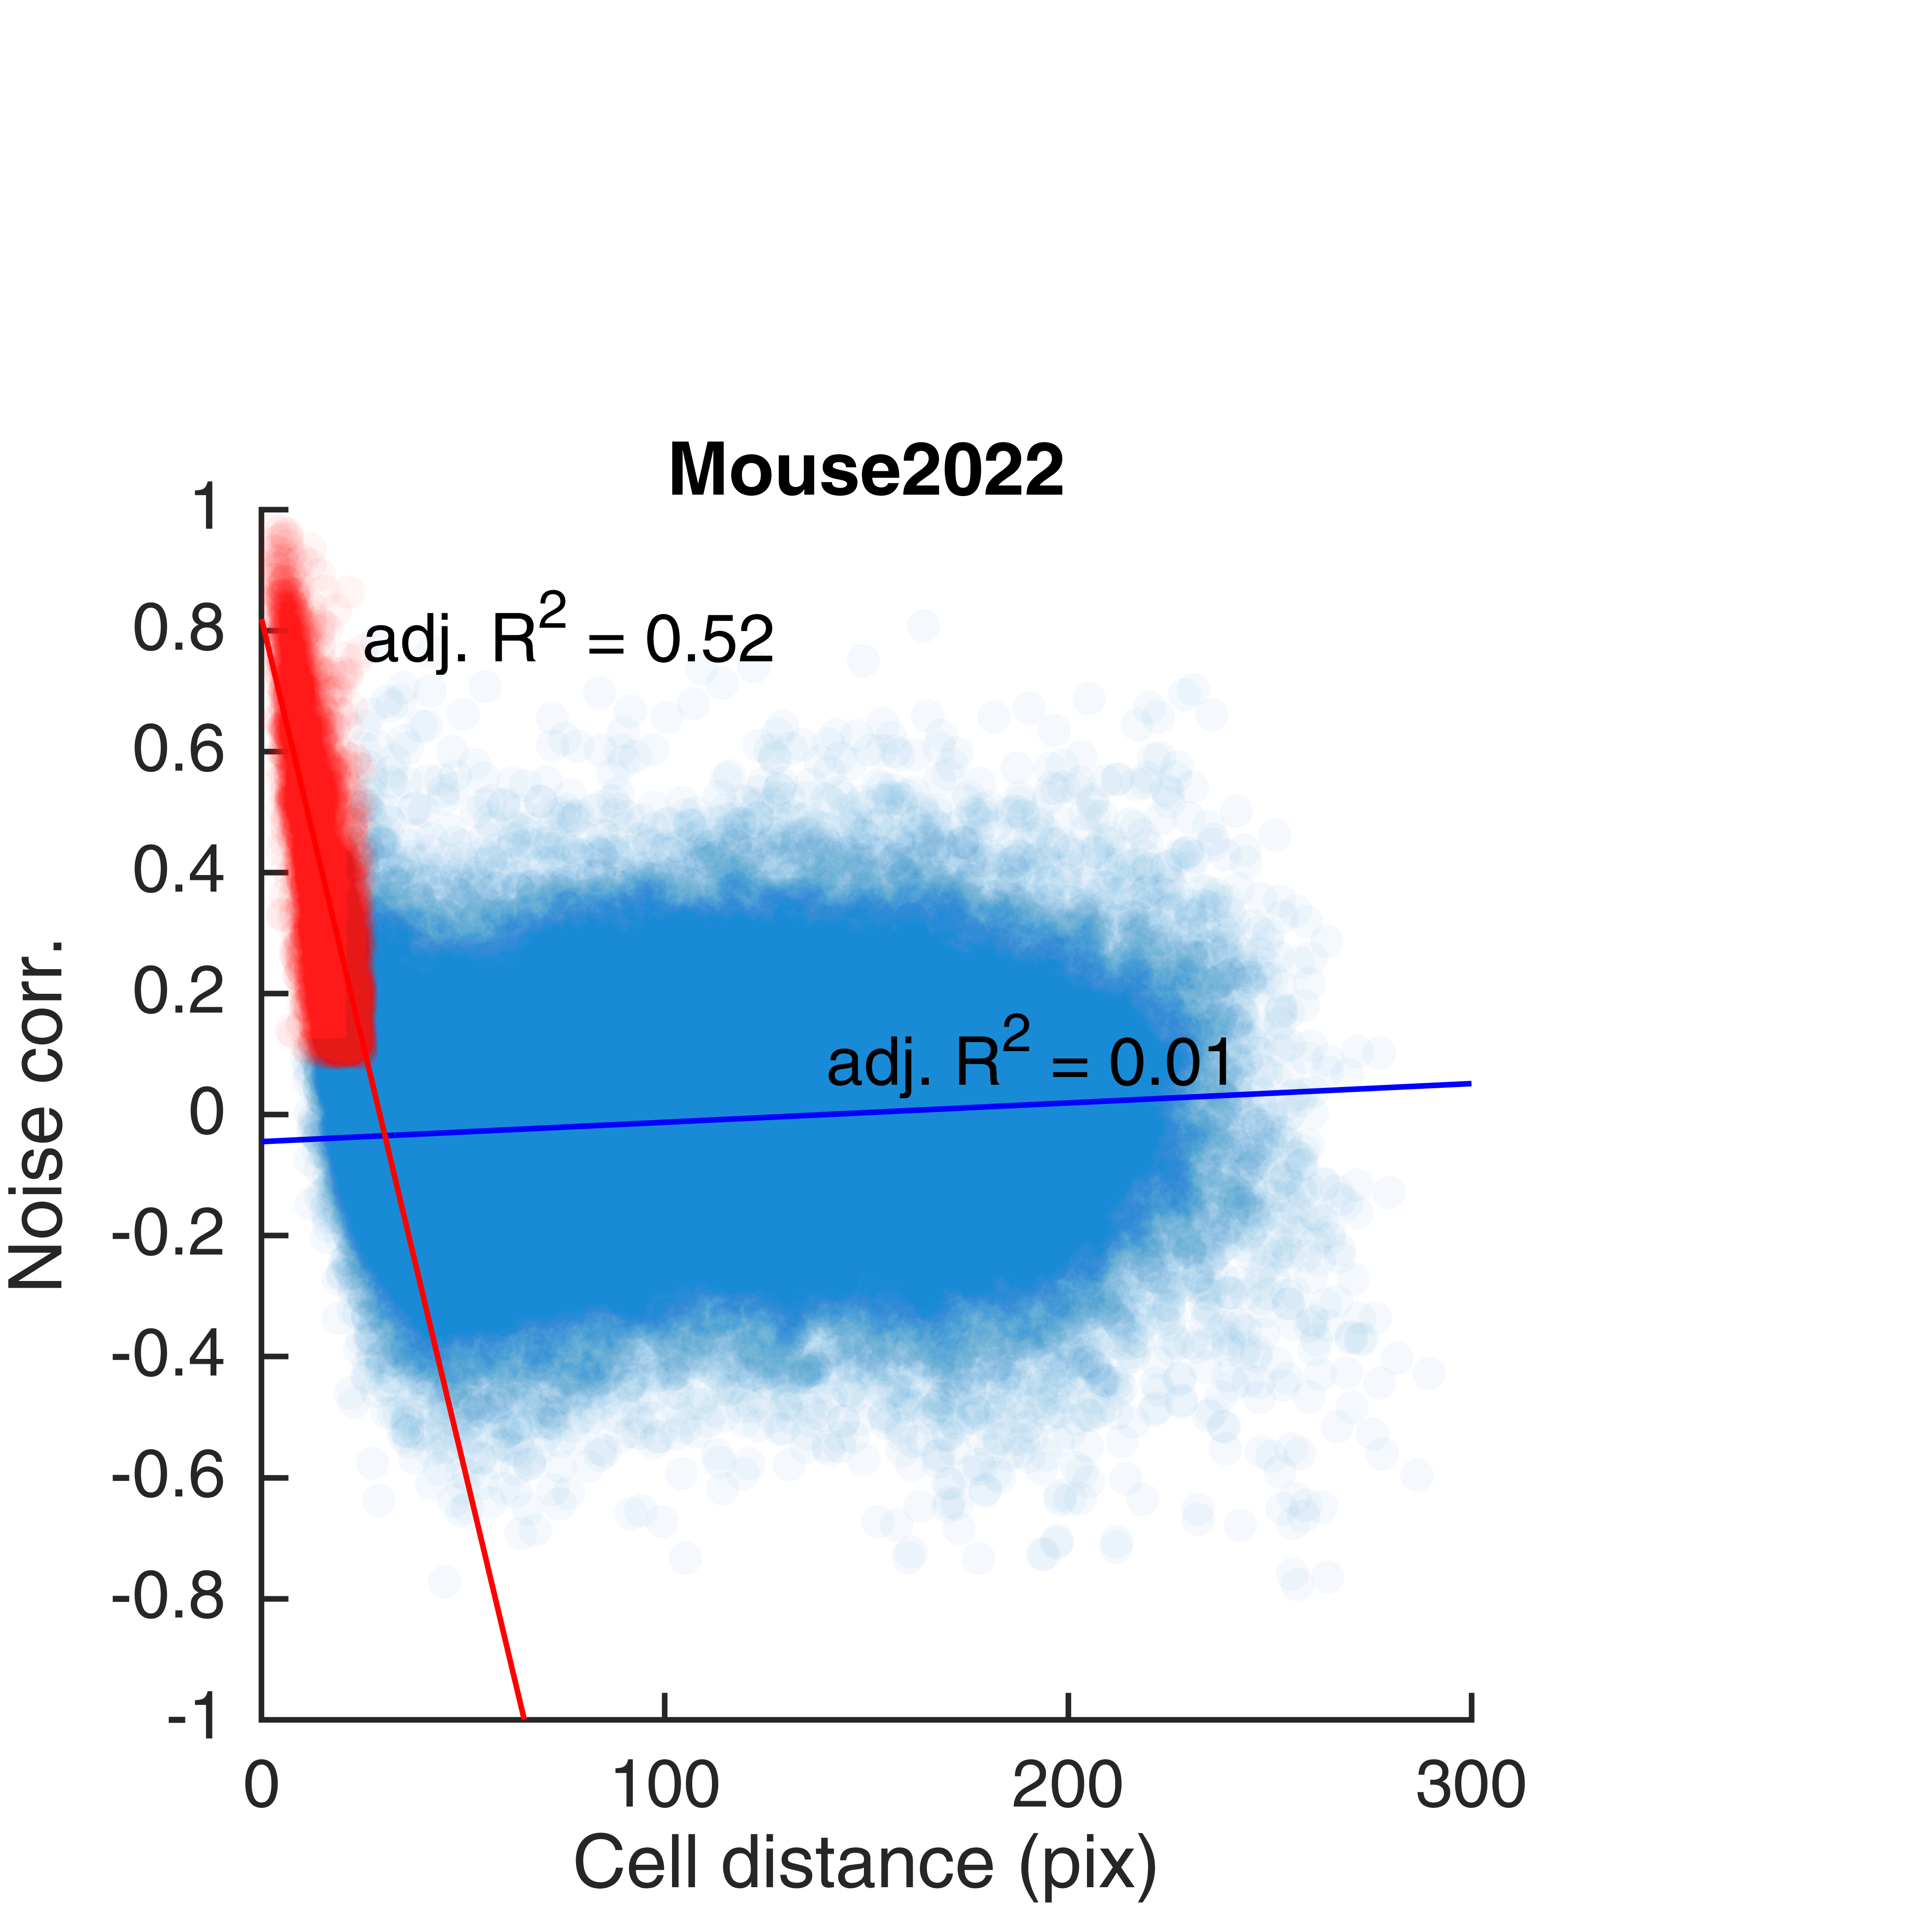 Mouse2022
1
0.8
adj. R² = 0.52
0.6
0.4
0.2
adj. R² = 0.01
0
-0.2
-0.4
-0.6
-0.8
-1
Noise corr.
0 100 200 300
Cell distance (pix)